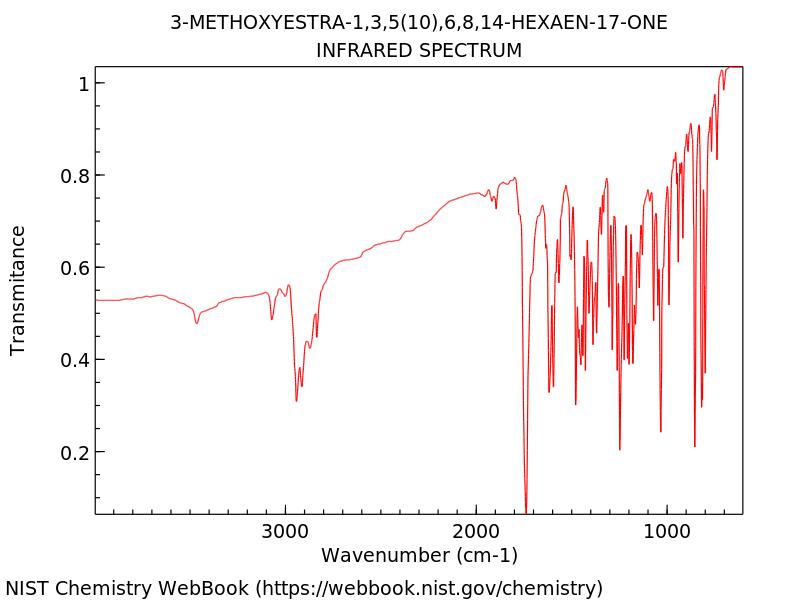 3-METHOXYESTRA-1,3,5(10),6,8,14-HEXAEN-17-ONE
INFRARED SPECTRUM
1
0.8
0.6
0.4
0.2
Transmitance
3000 2000 1000
Wavenumber (cm-1)
NIST Chemistry WebBook (https://webbook.nist.gov/chemistry)